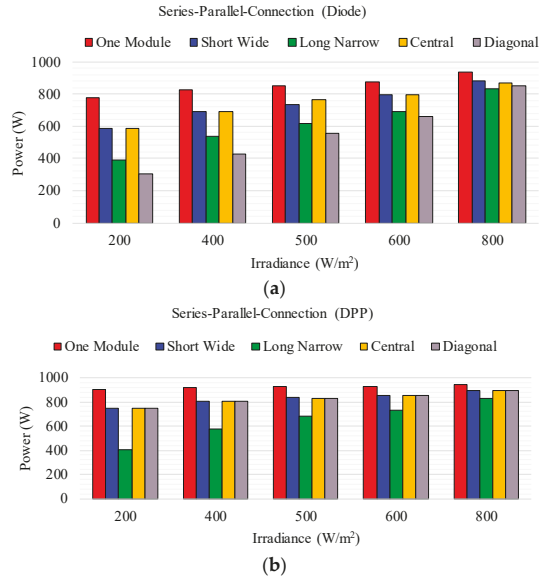 Series-Parallel-Connection (Diode)
(a)
One Module Short Wide Long Narrow Central Diagonal
1000
800
600
400
200
0
Power (W)
200 400 500 600 800
Irradiance (W/m²)
(a)
Series-Parallel-Connection (DPP)
One Module Short Wide Long Narrow Central Diagonal
1000
800
600
400
200
0
Power (W)
200 400 500 600 800
Irradiance (W/m²)
(b)